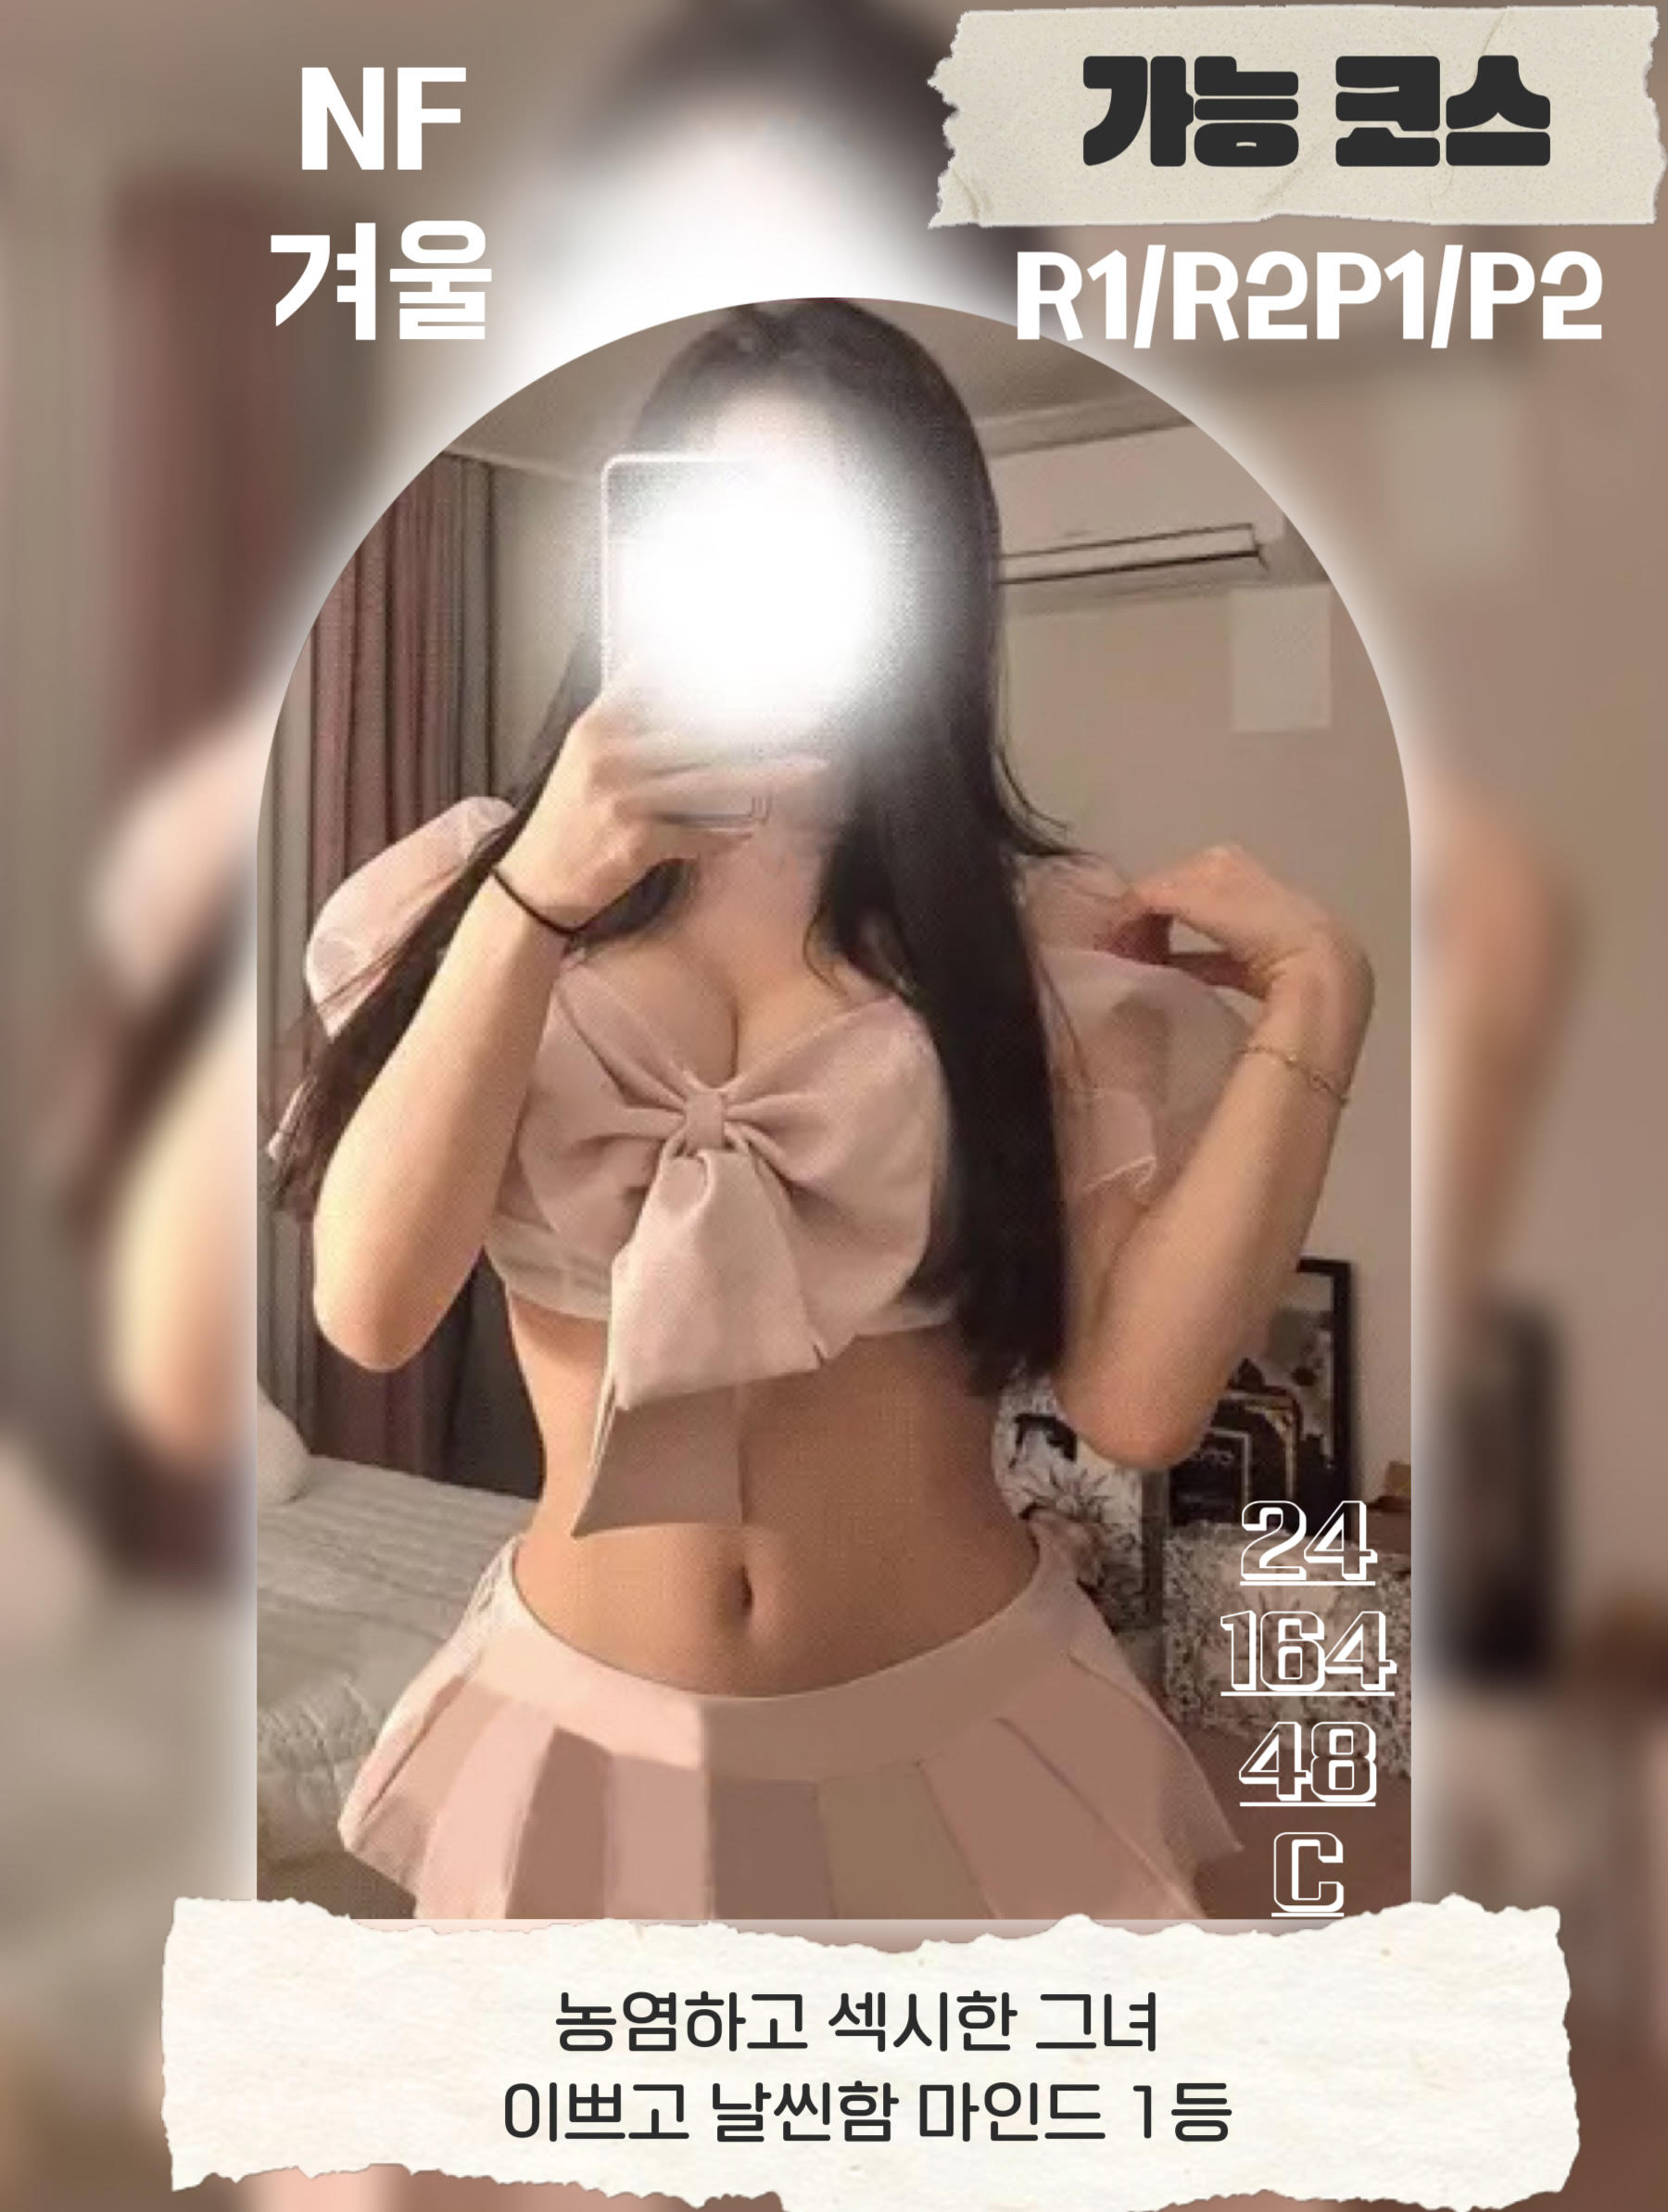 NF
겨울
가능 코스
R1/R2P1/P2
24
164
48
C
농염하고 섹시한 그녀
이쁘고 날씬함 마인드 1등